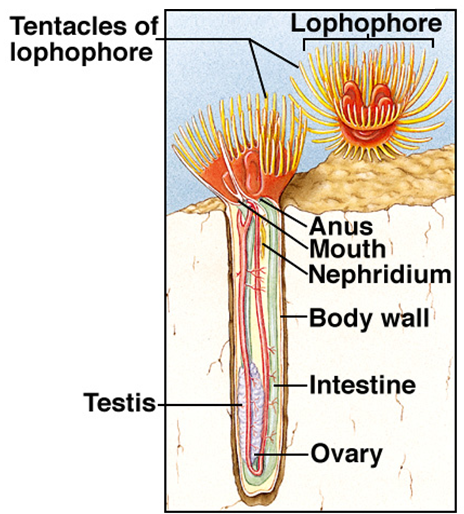 Tentacles of
lophophore
Lophophore
Anus
Mouth
Nephridium
Body wall
Intestine
Testis
Ovary